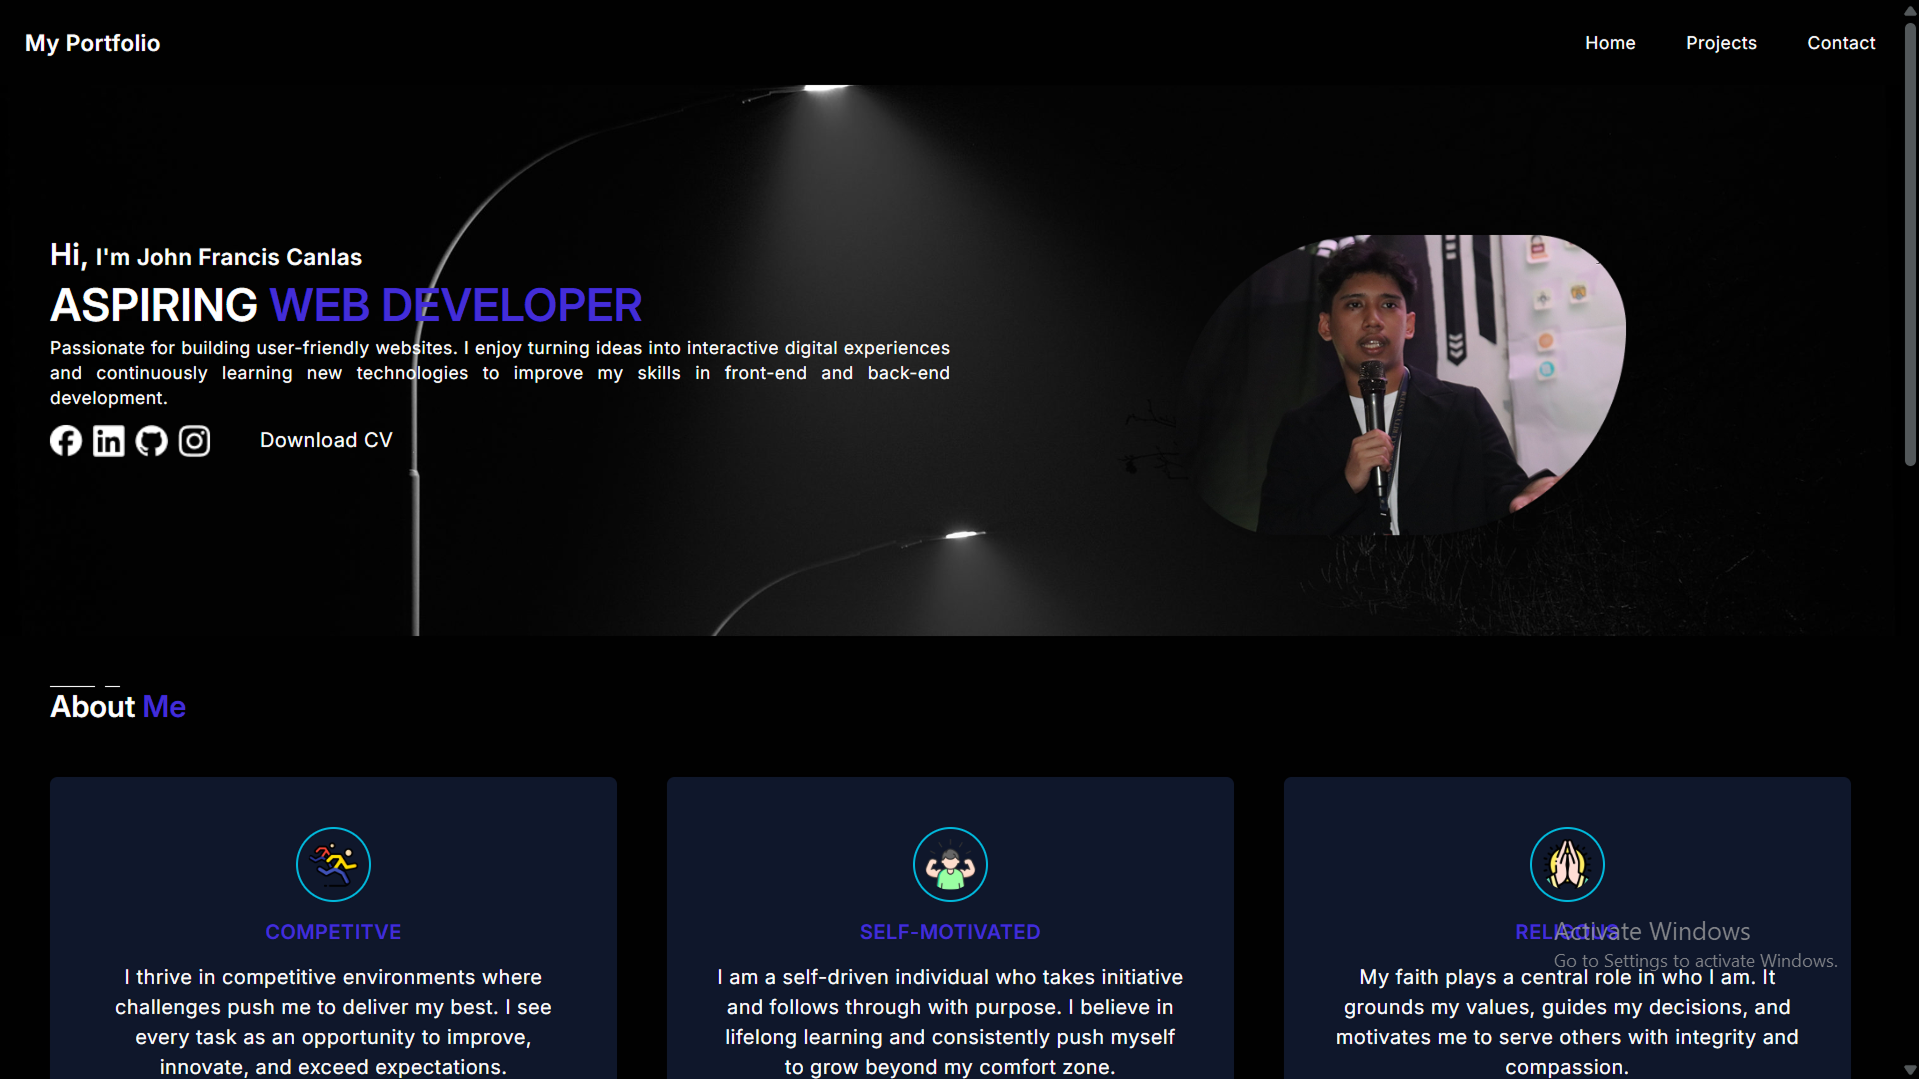 My Portfolio
Home
Projects
Contact
Hi, I'm John Francis Canlas
ASPIRING WEB DEVELOPER
Passionate for building user-friendly websites. I enjoy turning ideas into interactive digital experiences
and continuously learning new technologies to improve my skills in front-end and back-end
development.
Download CV
About Me
COMPETITVE
I thrive in competitive environments where
challenges push me to deliver my best. I see
every task as an opportunity to improve,
innovate, and exceed expectations.
SELF-MOTIVATED
I am a self-driven individual who takes initiative
and follows through with purpose. I believe in
lifelong learning and consistently push myself
to grow beyond my comfort zone.
Activate Windows
Go to Settings to activate Windows.
My faith plays a central role in who I am. It
grounds my values, guides my decisions, and
motivates me to serve others with integrity and
compassion.